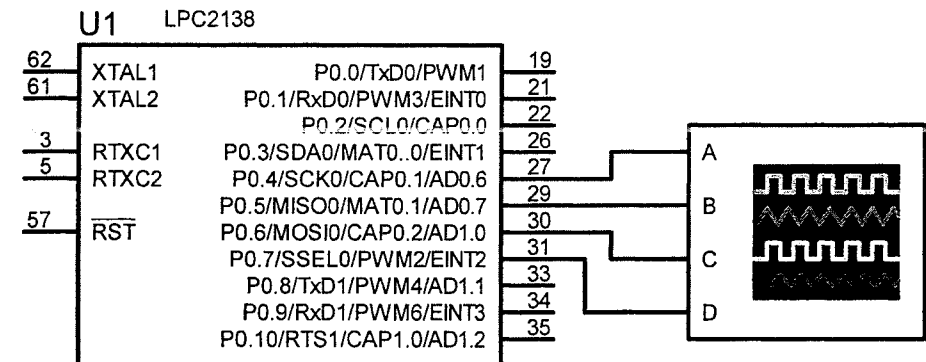 U1 LPC2138
62 XTAL1 P0.0/TxD0/PWM1 19
61 XTAL2 P0.1/RxD0/PWM3/EINT0 21
P0.2/SCL0/CAP0.0 22
3 RTXC1 P0.3/SDA0/MAT0..0/EINT1 26
5 RTXC2 P0.4/SCK0/CAP0.1/AD0.6 27
P0.5/MISO0/MAT0.1/AD0.7 29
57 RST P0.6/MOSI0/CAP0.2/AD1.0 30
P0.7/SSEL0/PWM2/EINT2 31
P0.8/TxD1/PWM4/AD1.1 33
P0.9/RxD1/PWM6/EINT3 34
P0.10/RTS1/CAP1.0/AD1.2 35
A
B
C
D